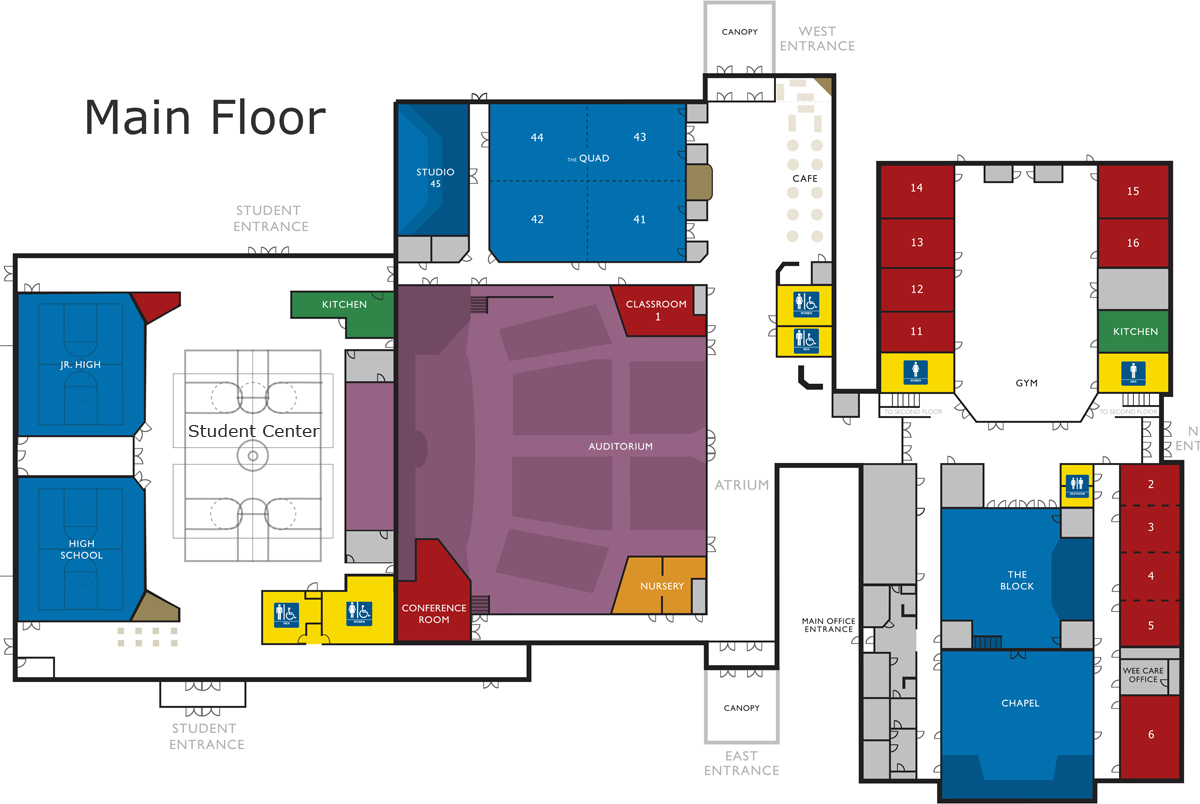 CANOPY
WEST
ENTRANCE
Main Floor
44
43
THE QUAD
42
41
STUDIO
45
CAFE
STUDENT
ENTRANCE
14
13
12
11
15
16
KITCHEN
GYM
WOMEN
MEN
TO SECOND FLOOR
TO SECOND FLOOR
KITCHEN
CLASSROOM
1
WOMEN
MEN
JR. HIGH
Student Center
AUDITORIUM
ATRIUM
N
ENT
HIGH
SCHOOL
NURSERY
CONFERENCE
ROOM
MEN
WOMEN
RESTROOM
2
3
4
5
THE
BLOCK
MAIN OFFICE
ENTRANCE
WEE CARE
OFFICE
CHAPEL
6
CANOPY
STUDENT
ENTRANCE
EAST
ENTRANCE